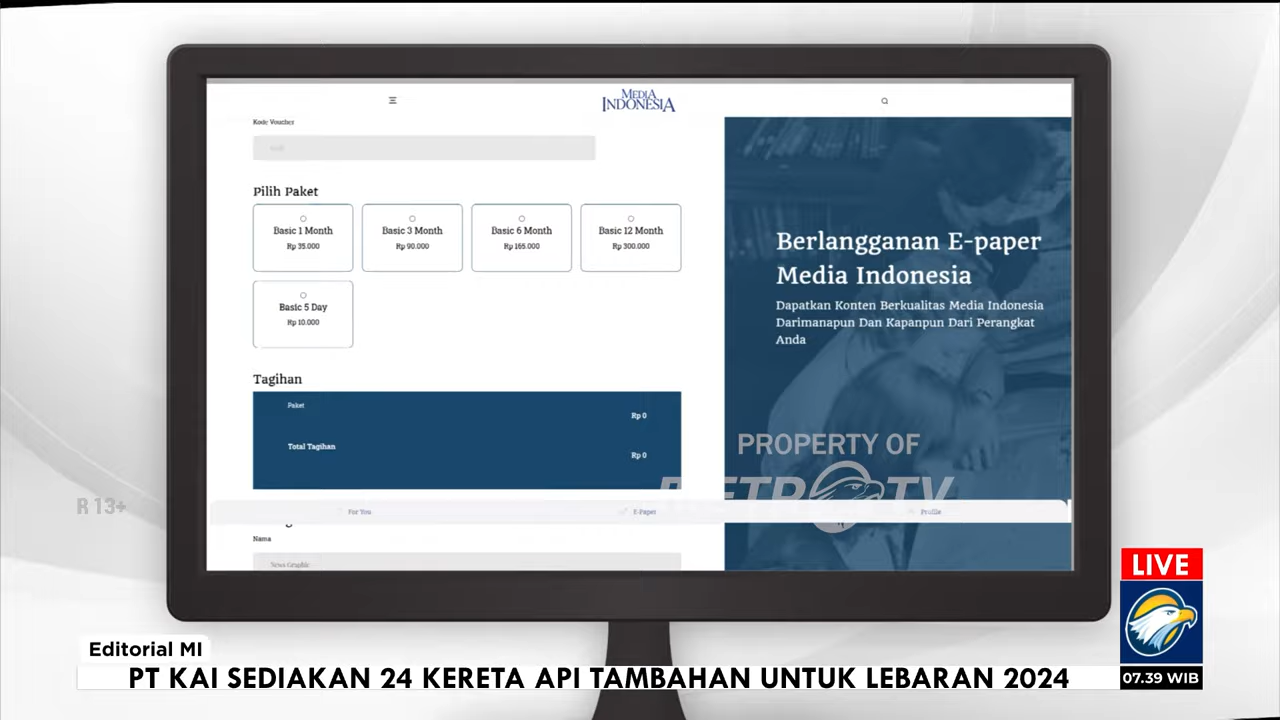 MEDIA
INDONESIA
Kode Voucher
Pilih Paket
Basic 1 Month
Rp 35.000
Basic 3 Month
Rp 90.000
Basic 6 Month
Rp 165.000
Basic 12 Month
Rp 300.000
Basic 5 Day
Rp 10.000
Tagihan
Paket
Rp 0
Total Tagihan
Rp 0
Berlangganan E-paper
Media Indonesia
Dapatkan Konten Berkualitas Media Indonesia
Darimanapun Dan Kapanpun Dari Perangkat
Anda
PROPERTY OF
METRO TV
R 13+
For You
E-Paper
Profile
Nama
News Graphic
LIVE
Editorial MI
PT KAI SEDIAKAN 24 KERETA API TAMBAHAN UNTUK LEBARAN 2024
07.39 WIB